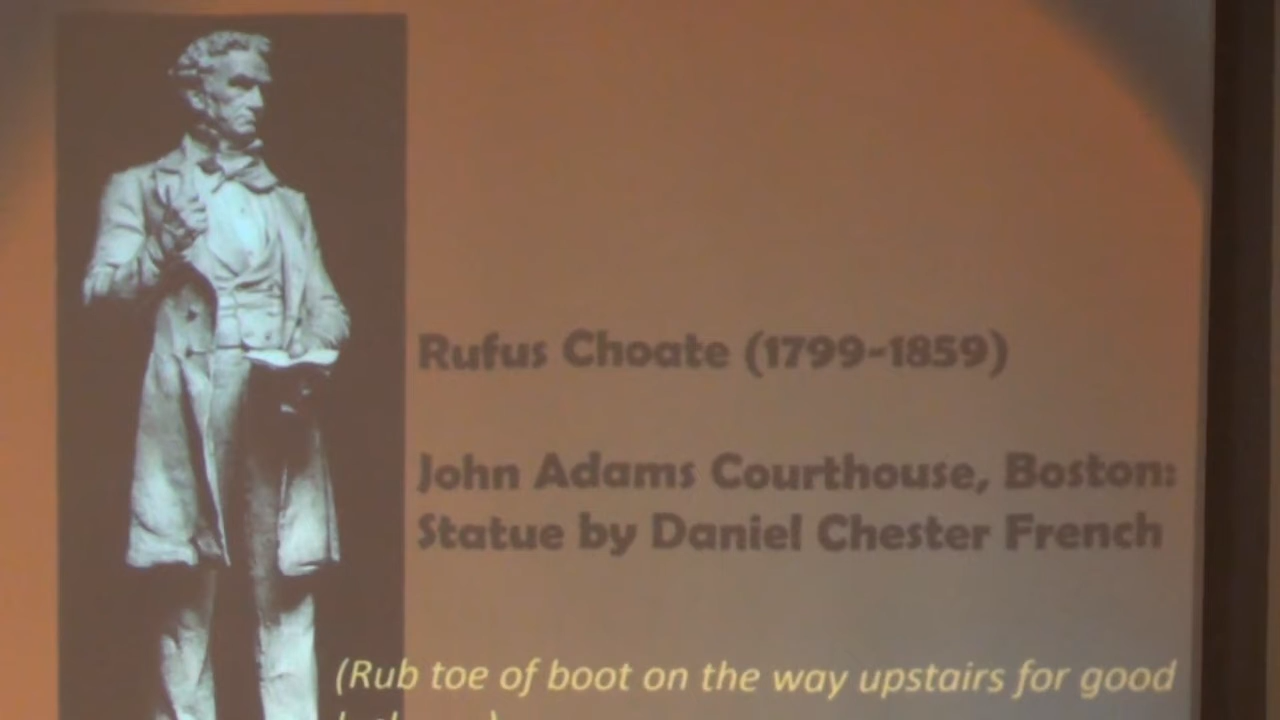 Rufus Choate (1799-1859)
John Adams Courthouse, Boston:
Statue by Daniel Chester French
(Rub toe of boot on the way upstairs for good